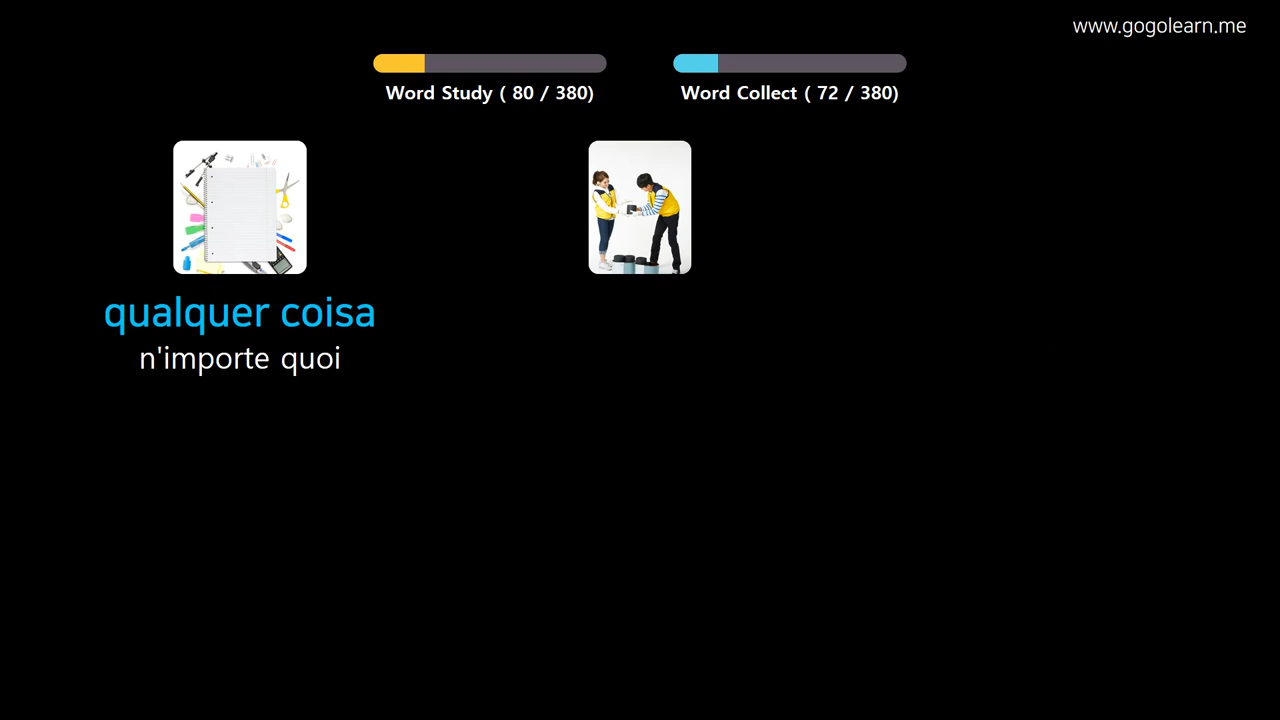 www.gogolearn.me
Word Study ( 80 / 380)
Word Collect ( 72 / 380)
qualquer coisa
n'importe quoi